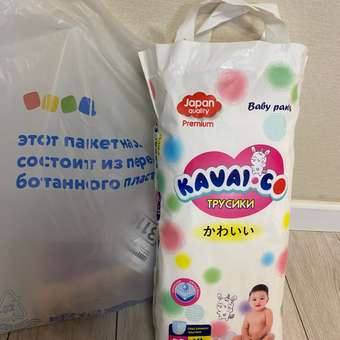 этот пакет на
состоит из пере
ботанного пласт
Japan
quality
Premium
Baby pants
KAVAI·CO
ТРУСИКИ
かわいい